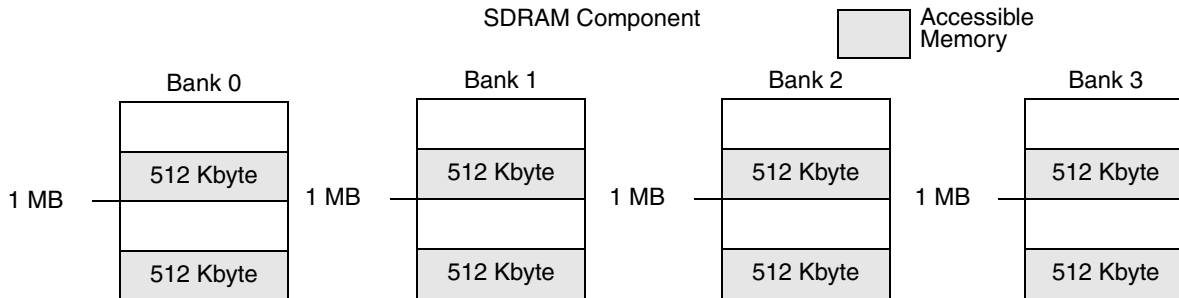 SDRAM Component
Accessible
Memory
Bank 0
Bank 1
Bank 2
Bank 3
512 Kbyte
512 Kbyte
512 Kbyte
512 Kbyte
1 MB
1 MB
1 MB
1 MB
512 Kbyte
512 Kbyte
512 Kbyte
512 Kbyte